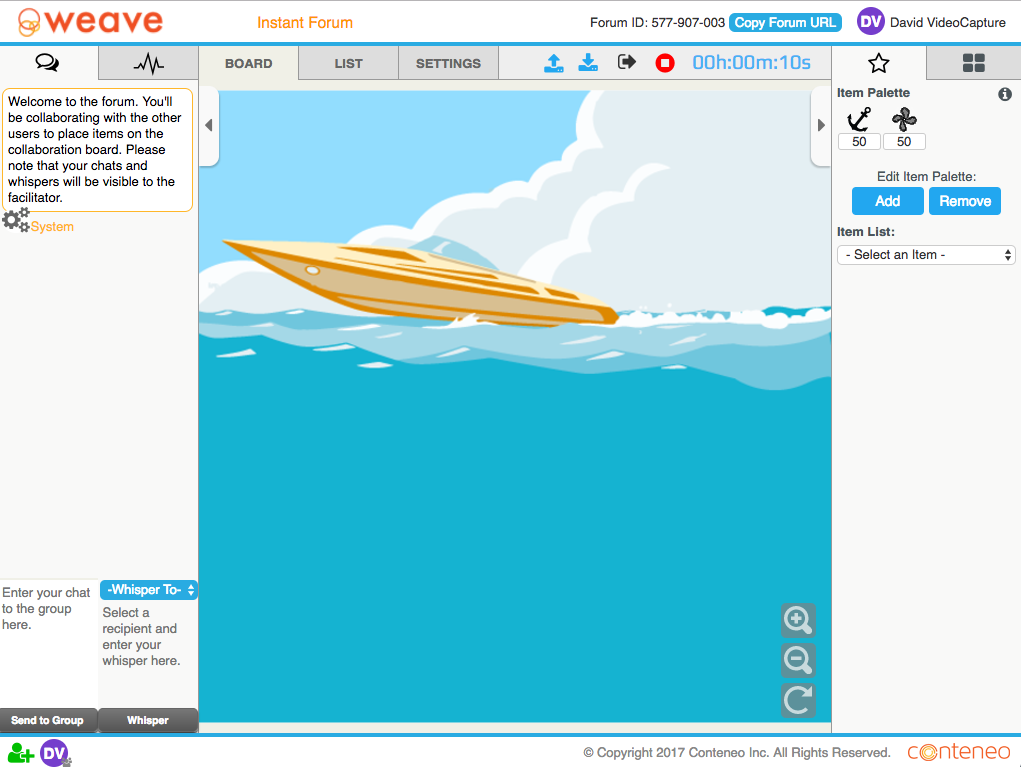 weave
Instant Forum
Forum ID: 577-907-003
Copy Forum URL
DV
David VideoCapture
BOARD
LIST
SETTINGS
00h:00m:10s
Welcome to the forum. You'll
be collaborating with the other
users to place items on the
collaboration board. Please
note that your chats and
whispers will be visible to the
facilitator.
System
Item Palette
50
50
Edit Item Palette:
Add
Remove
Item List:
- Select an Item -
Enter your chat
to the group
here.
-Whisper To-
Select a
recipient and
enter your
whisper here.
Send to Group
Whisper
DV
© Copyright 2017 Conteneo Inc. All Rights Reserved.
conteneo